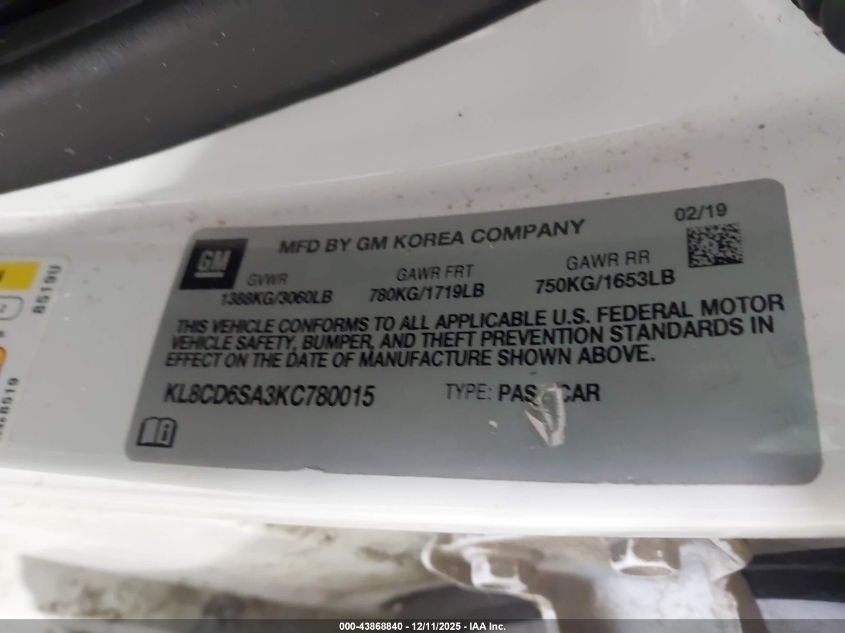 MFD BY GM KOREA COMPANY
02/19
GM
GVWR
GAWR FRT
GAWR RR
1388KG/3060LB
780KG/1719LB
750KG/1653LB
THIS VEHICLE CONFORMS TO ALL APPLICABLE U.S. FEDERAL MOTOR
VEHICLE SAFETY, BUMPER, AND THEFT PREVENTION STANDARDS IN
EFFECT ON THE DATE OF MANUFACTURE SHOWN ABOVE.
KL8CD6SA3KC780015
TYPE: CAR
i
000-43868840 - 12/11/2025 - IAA Inc.